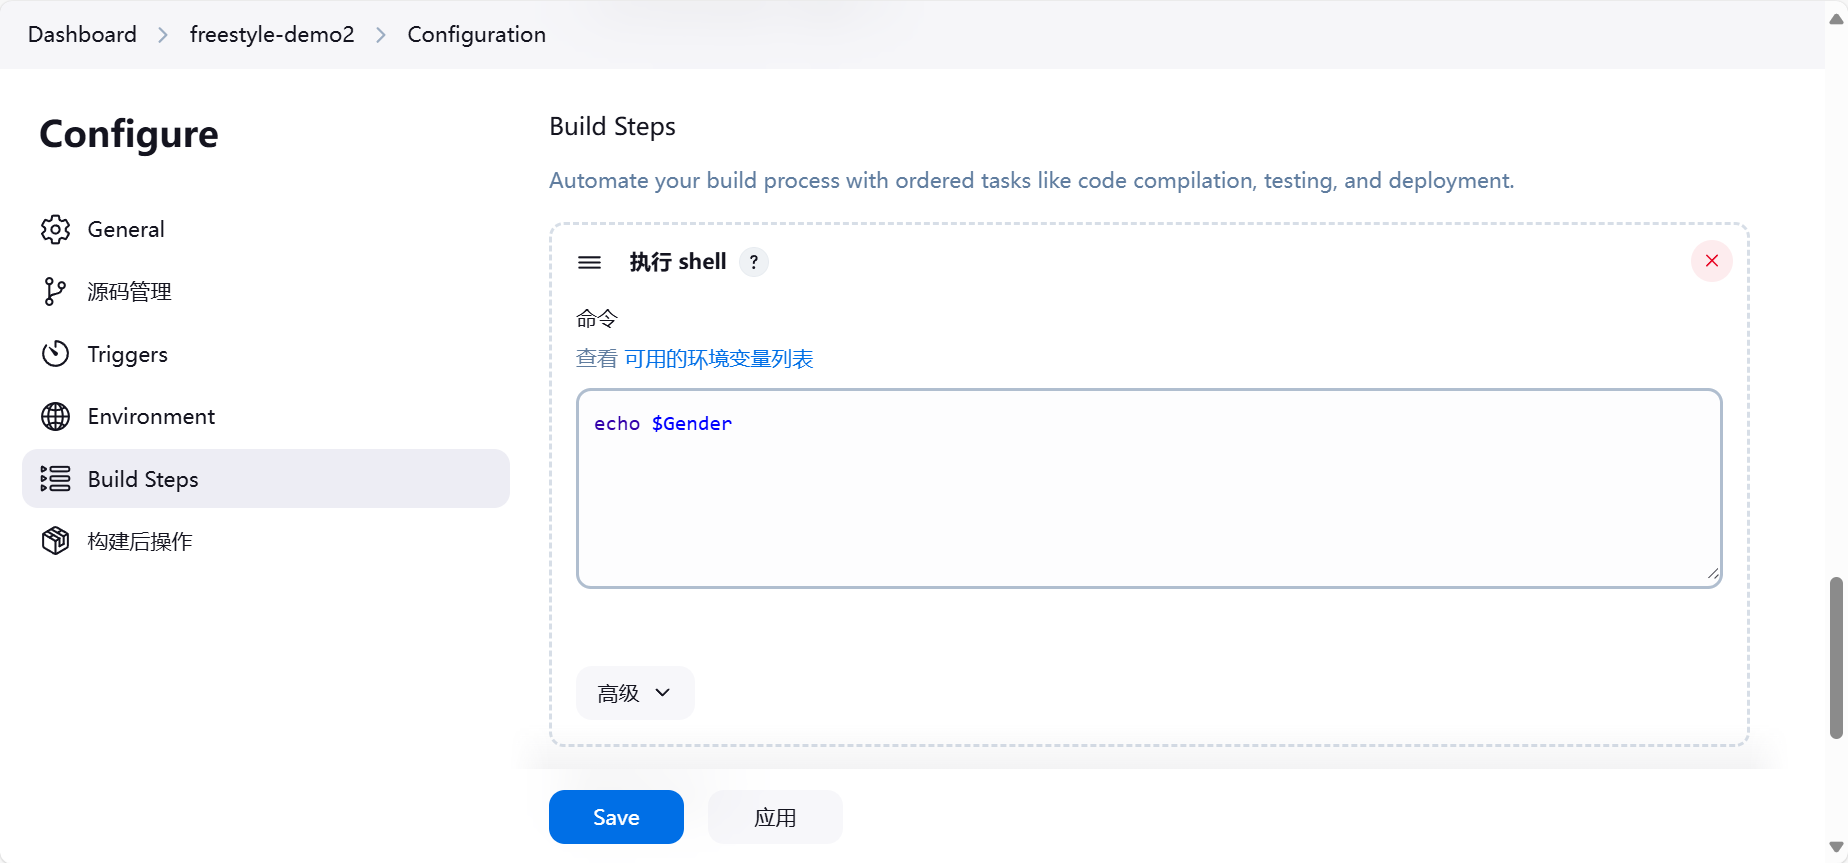 Dashboard > freestyle-demo2 > Configuration
Configure
General
源码管理
Triggers
Environment
Build Steps
构建后操作
Build Steps
Automate your build process with ordered tasks like code compilation, testing, and deployment.
执行 shell ?
命令
查看 可用的环境变量列表
echo $Gender
高级
Save
应用